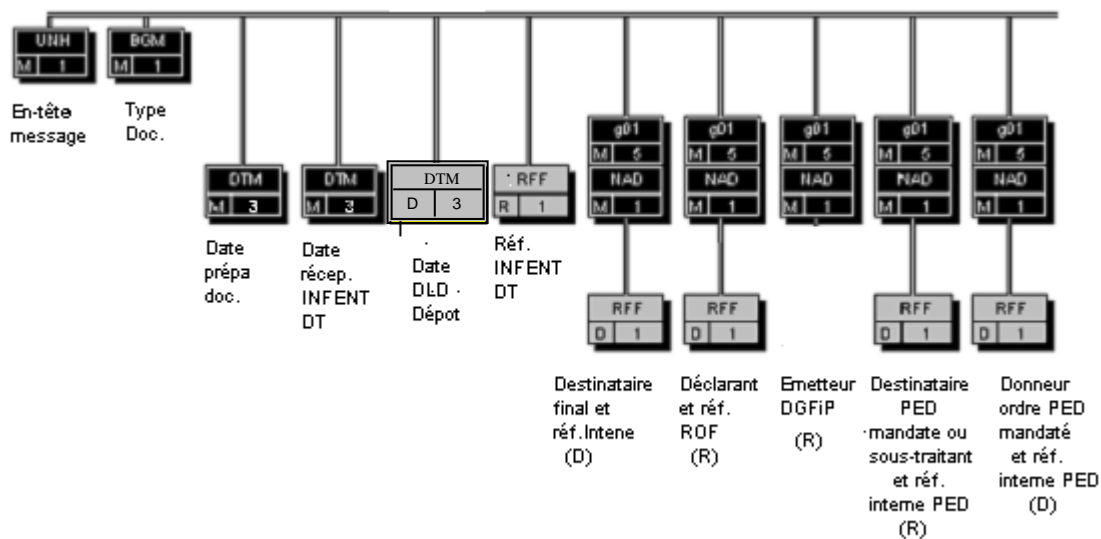 UNH
M 1
En-tête
message
BGM
M 1
Type
Doc.
DTM
M 3
Date
prépa
doc.
DTM
M 3
Date
récep.
INFENT
DT
DTM
D 3
Date
DLD
Dépot
RFF
R 1
Réf.
INFENT
DT
g01
M 5
NAD
M 1
RFF
D 1
Destinataire
final et
réf.Intene
(D)
g01
M 5
NAD
M 1
RFF
D 1
Déclarant
et réf.
ROF
(R)
g01
M 5
NAD
M 1
Emetteur
DGFiP
(R)
g01
M 5
NAD
M 1
RFF
D 1
Destinataire
PED
mandate ou
sous-traitant
et réf.
interne PED
(R)
g01
M 5
NAD
M 1
RFF
D 1
Donneur
ordre PED
mandaté
et réf.
interne PED
(D)